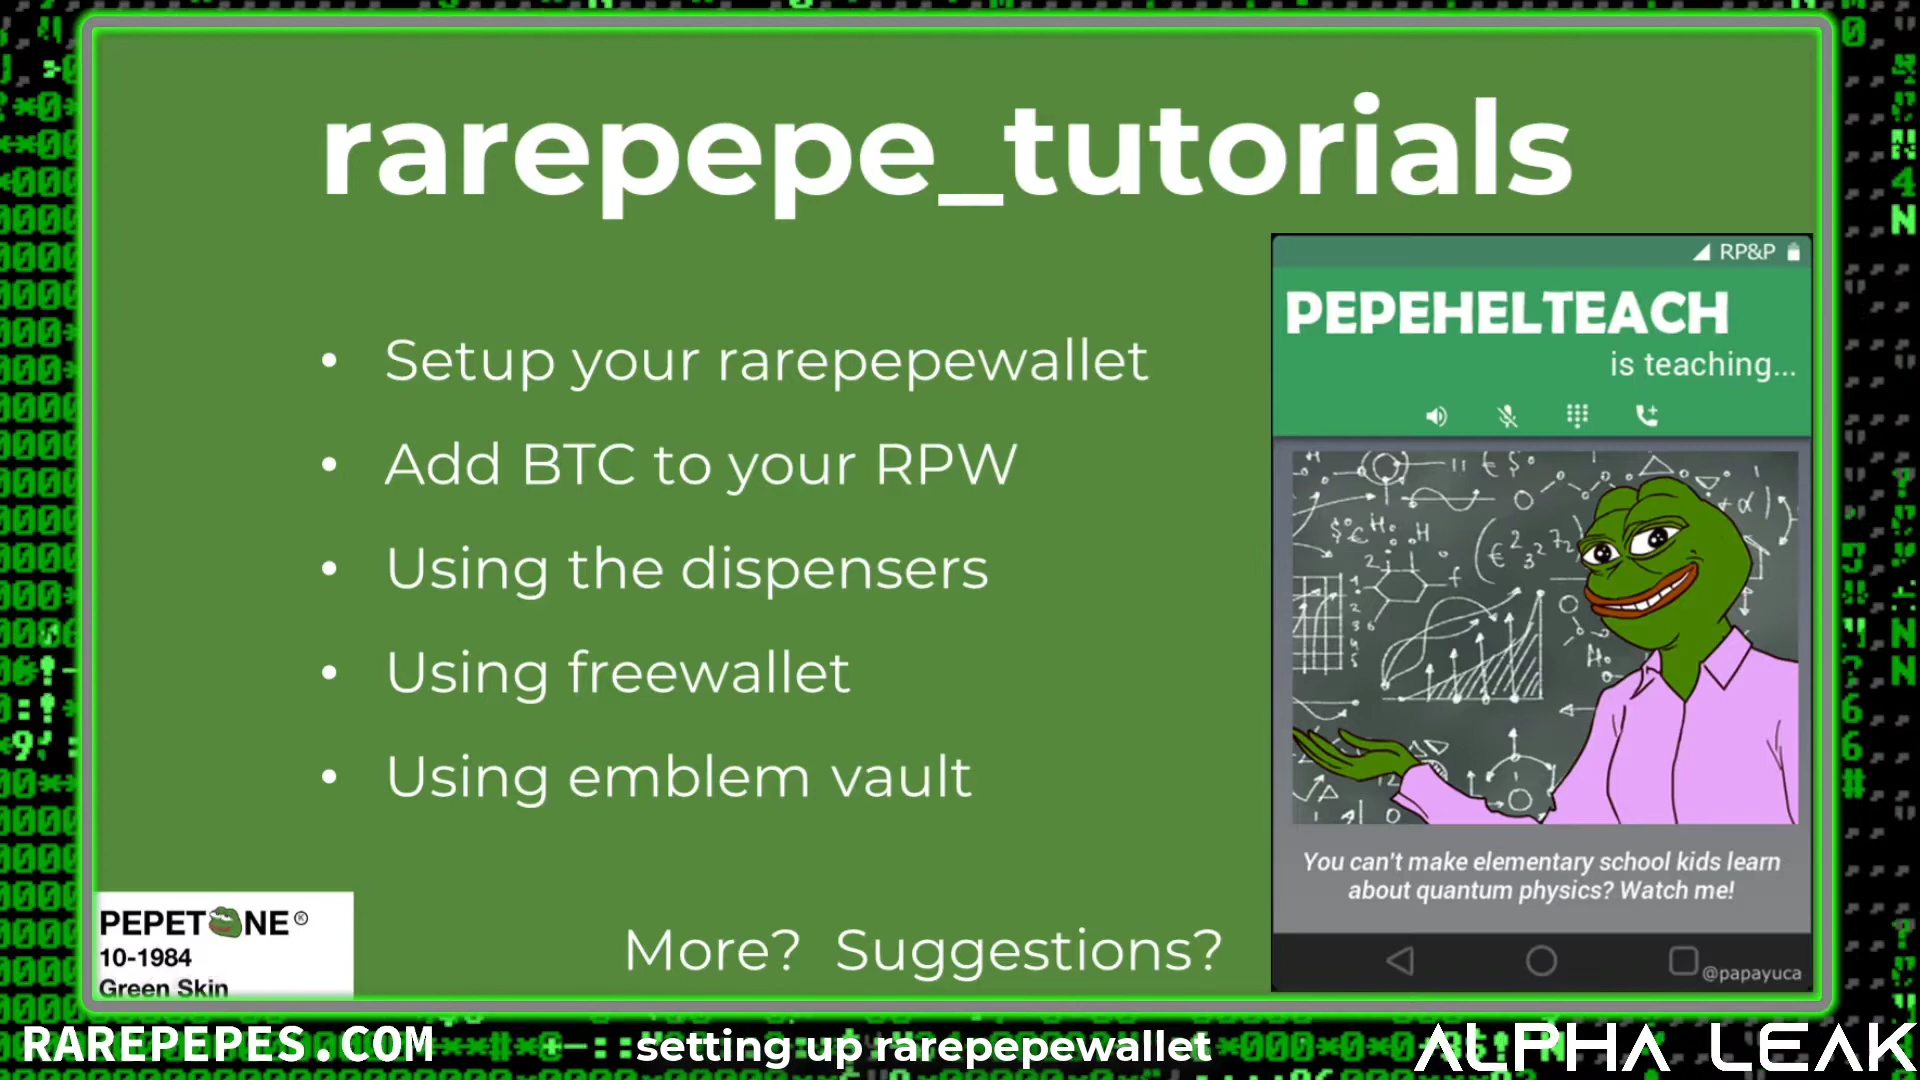 rarepepe_tutorials
• Setup your rarepepewallet
• Add BTC to your RPW
• Using the dispensers
• Using freewallet
• Using emblem vault
More? Suggestions?
RP&P
PEPEHELTEACH
is teaching...
You can't make elementary school kids learn
about quantum physics? Watch me!
@papayuca
PEPETONE®
10-1984
Green Skin
RAREPEPES.COM
setting up rarepepewallet
ALPHA LEAK